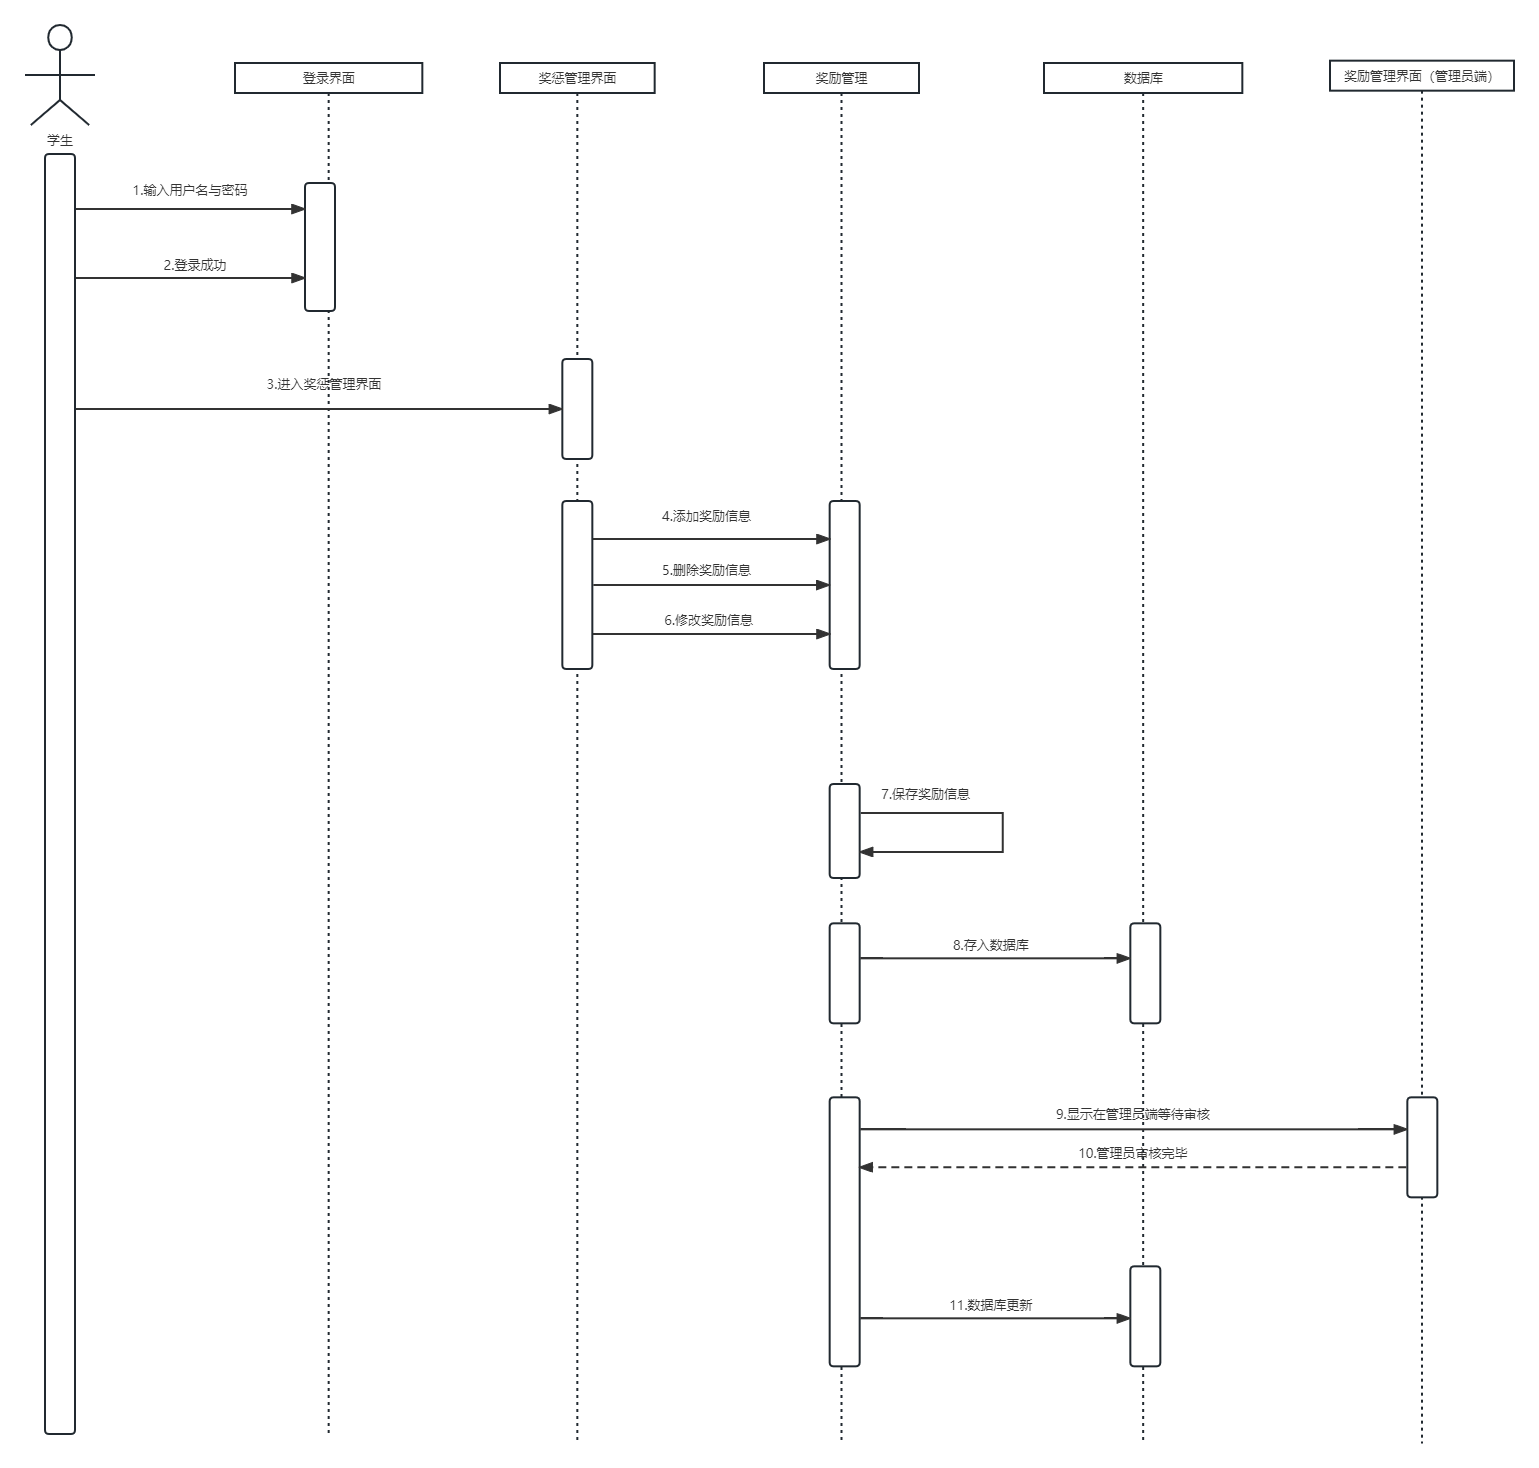 登录界面
奖惩管理界面
奖励管理
数据库
奖励管理界面（管理员端）
学生
1.输入用户名与密码
2.登录成功
3.进入奖惩管理界面
4.添加奖励信息
5.删除奖励信息
6.修改奖励信息
7.保存奖励信息
8.存入数据库
9.显示在管理员端等待审核
10.管理员审核完毕
11.数据库更新